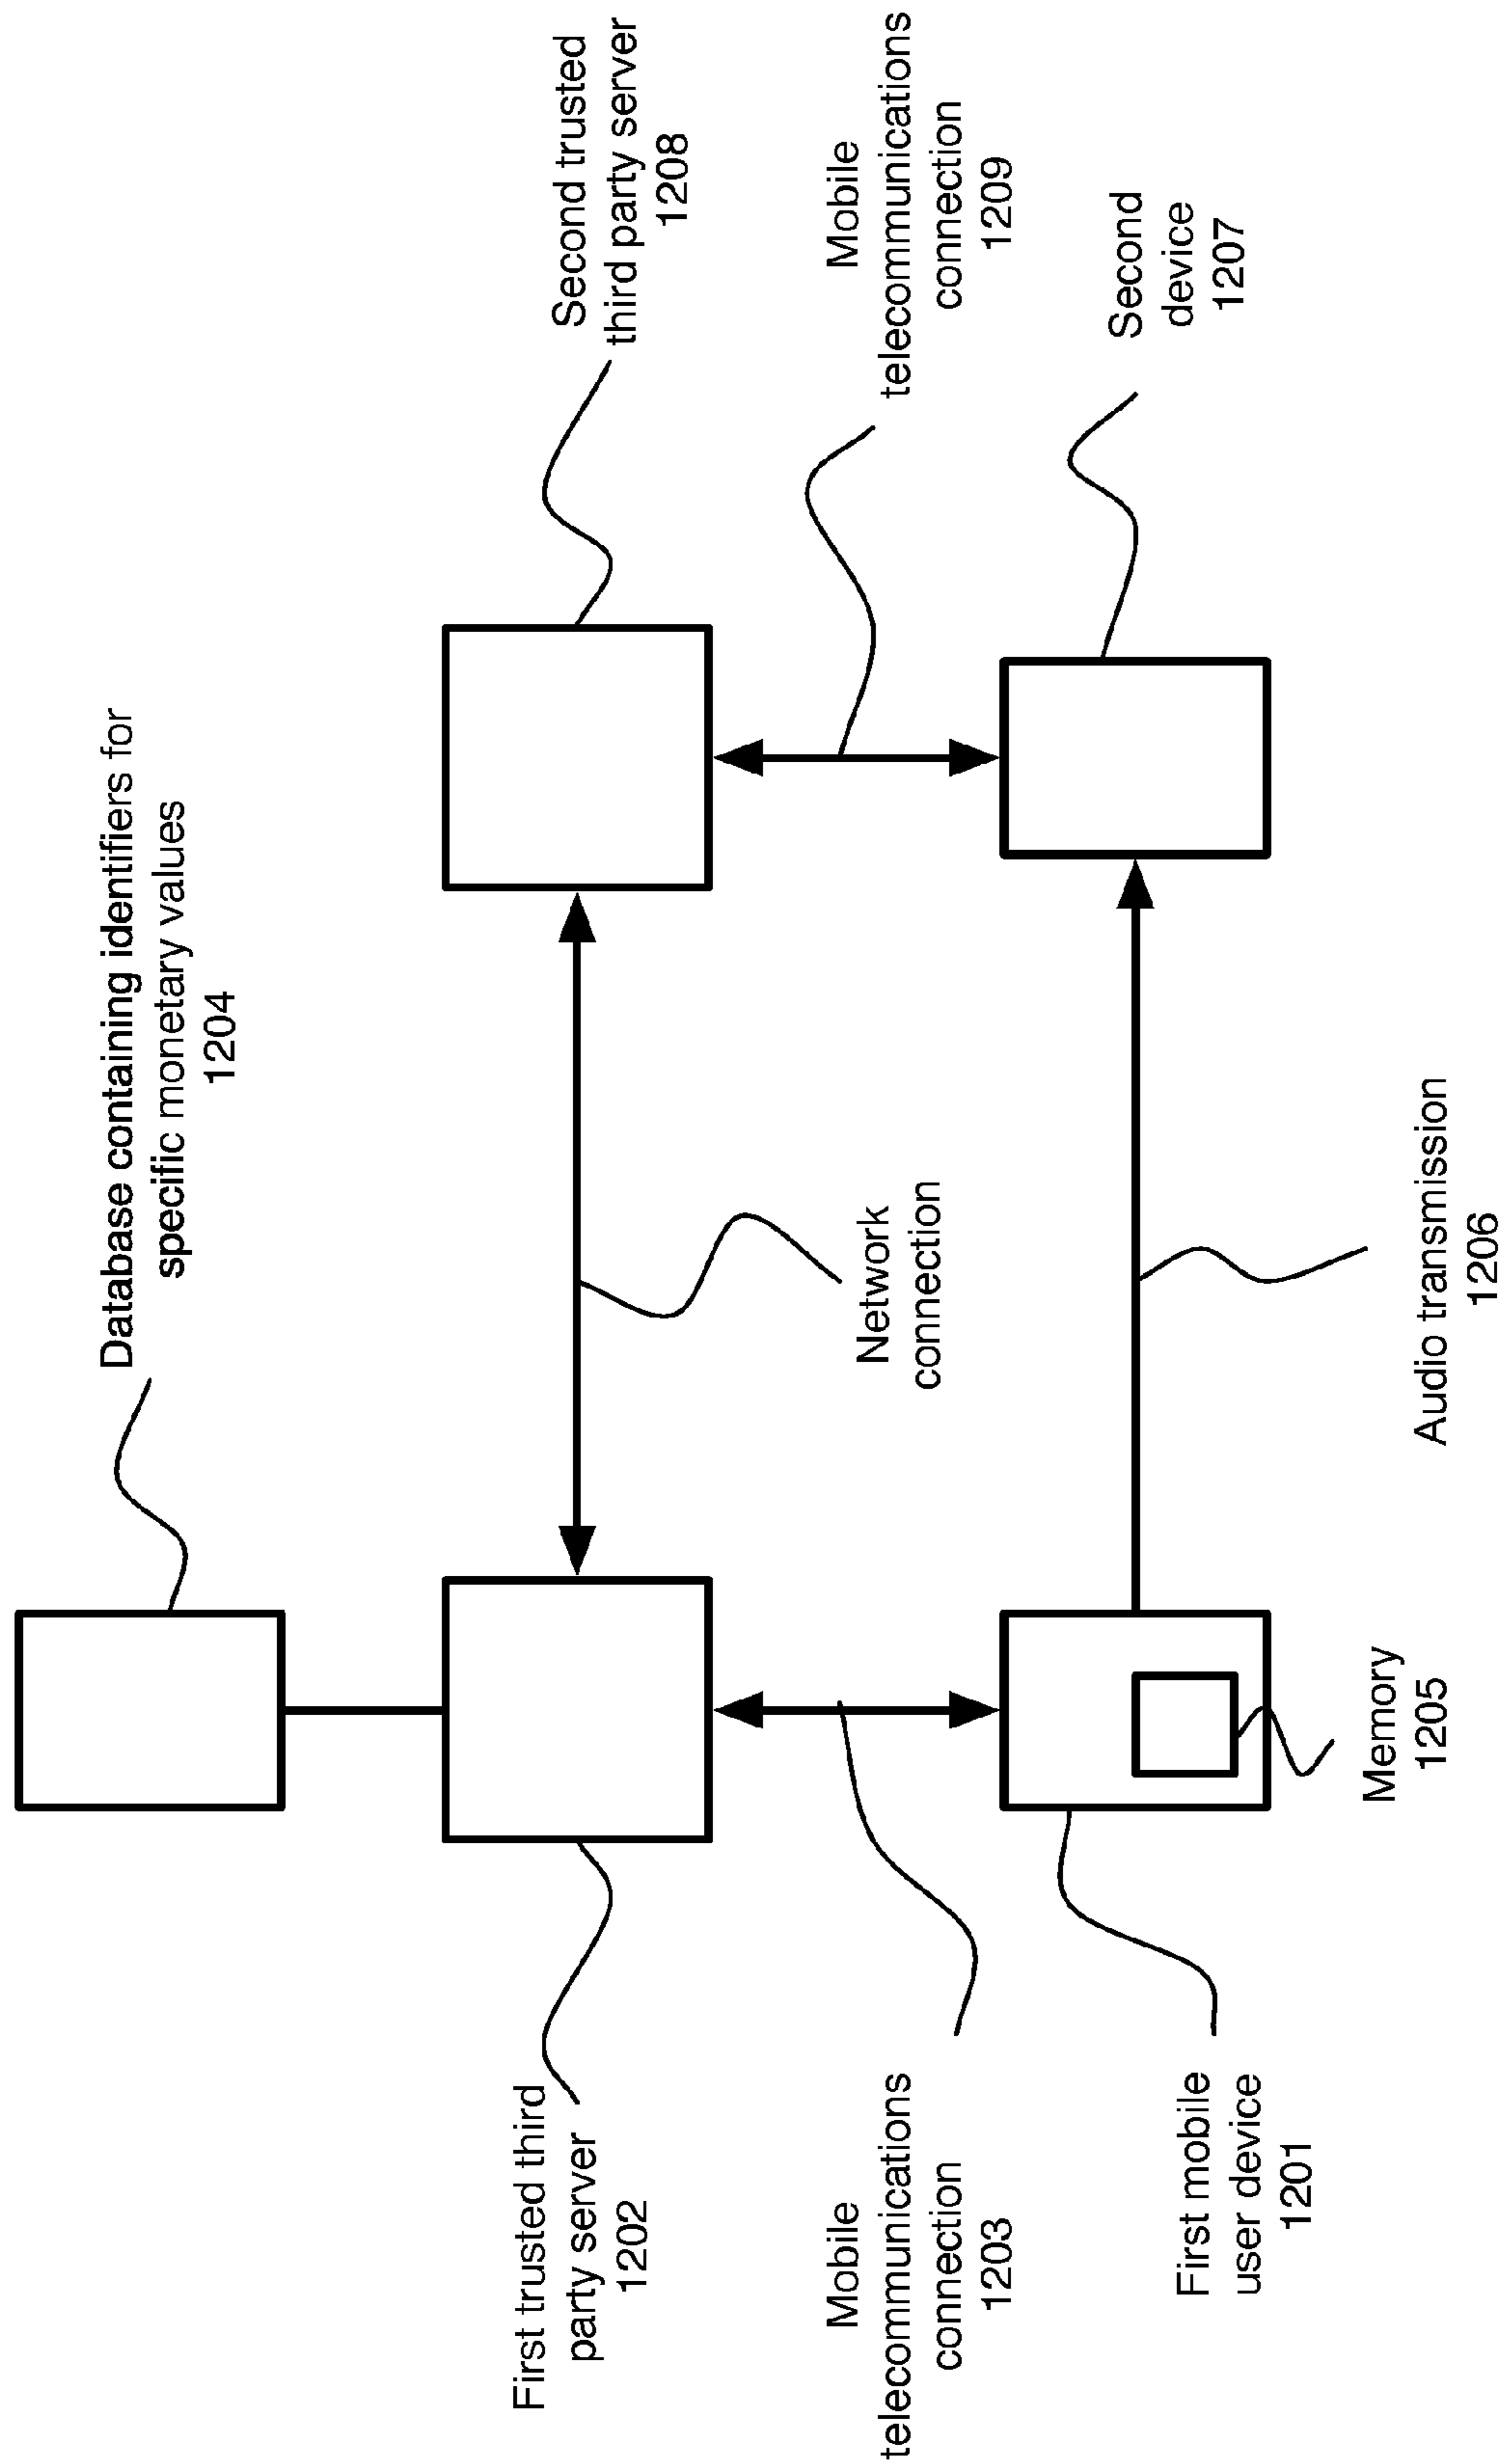 Database containing identifiers for
specific monetary values
1204
First trusted third
party server
1202
Second trusted
third party server
1208
Network
connection
Mobile
telecommunications
connection
1203
Mobile
telecommunications
connection
1209
First mobile
user device
1201
Second
device
1207
Memory
1205
Audio transmission
1206